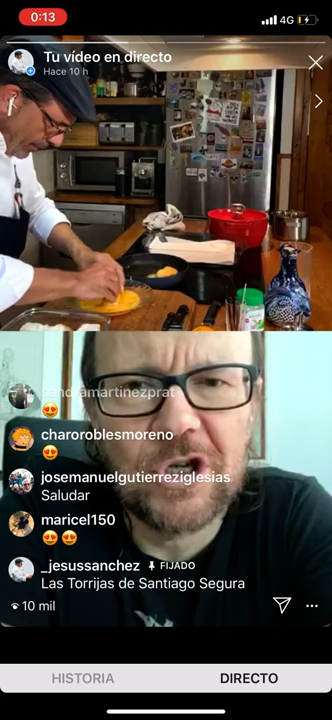 0:13
4G
Tu vídeo en directo
Hace 10 h
sandramartinezprat
😍
charoroblesmoreno
😍
josemanuelgutierreziglesias
Saludar
maricel150
😍😍
_jesussanchez FIJADO
Las Torrijas de Santiago Segura
10 mil
HISTORIA DIRECTO